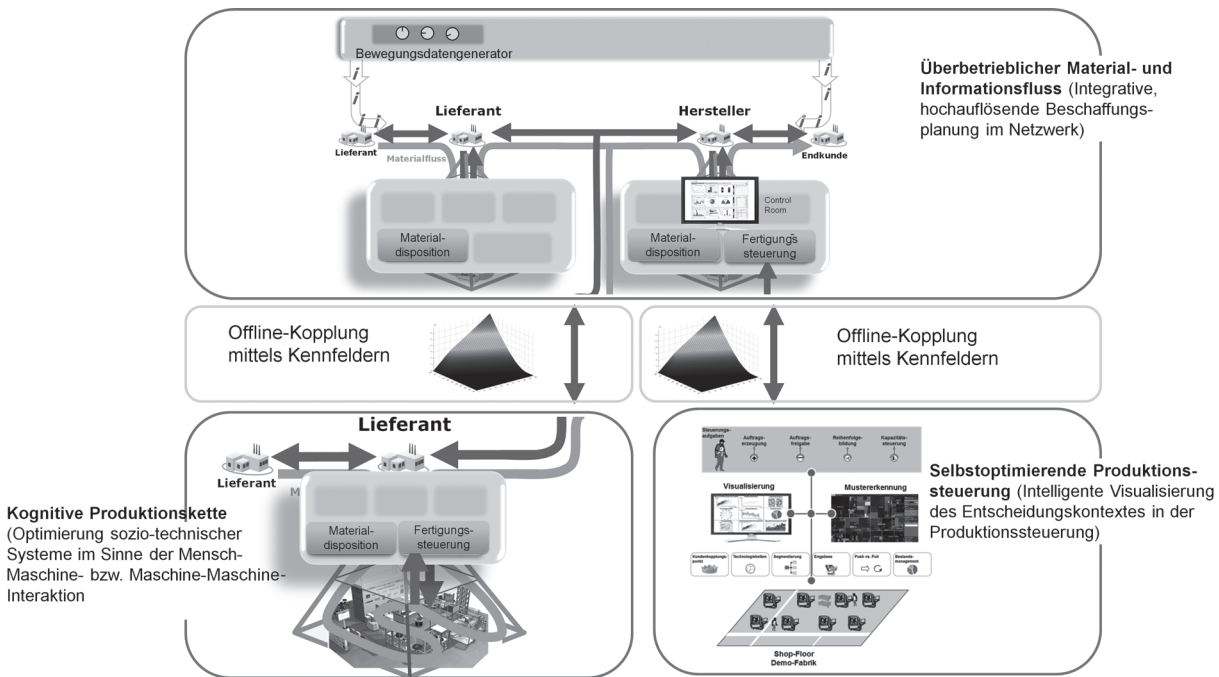 Bewegungsdatengenerator
Überbetrieblicher Material- und
Informationsfluss (Integrative,
hochauflösende Beschaffungs-
planung im Netzwerk)
Lieferant
Hersteller
Lieferant
Materialfluss
Endkunde
Control
Room
Material-
disposition
Material-
disposition
Fertigungs-
steuerung
Offline-Kopplung
mittels Kennfeldern
Offline-Kopplung
mittels Kennfeldern
Lieferant
Lieferant
M
Material-
disposition
Fertigungs-
steuerung
Kognitive Produktionskette
(Optimierung sozio-technischer
Systeme im Sinne der Mensch-
Maschine- bzw. Maschine-Maschine-
Interaktion
Steuerungs-
aufgaben
Auftrags-
erzeugung
Auftrags-
freigabe
Reihenfolge-
bildung
Kapazitäts-
steuerung
Visualisierung
Mustererkennung
Kundenkopplungs-
punkt
Technologieketten
Segmentierung
Engpässe
Push vs. Pull
Bestands-
management
Shop-Floor
Demo-Fabrik
Selbstoptimierende Produktions-
steuerung (Intelligente Visualisierung
des Entscheidungskontextes in der
Produktionssteuerung)